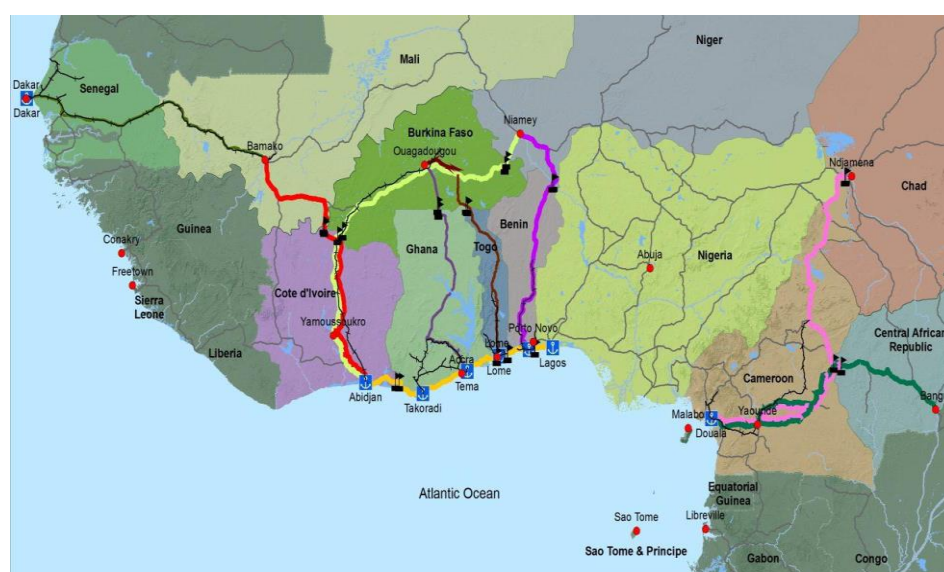 Niger
Mali
Dakar
Senegal
Dakar
Niamey
Burkina Faso
Bamako
Ouagadougou
Ndjamena
Chad
Guinea
Benin
Ghana
Togo
Nigeria
Conakry
Abuja
Freetown
Cote d'Ivoire
Sierra
Leone
Yamoussoukro
Porto Novo
Central African
Republic
Liberia
Lome
Accra
Lome
Lagos
Tema
Cameroon
Abidjan
Takoradi
Malabo
Yaounde
Bang
Douala
Atlantic Ocean
Equatorial
Guinea
Sao Tome
Libreville
Sao Tome & Principe
Gabon
Congo